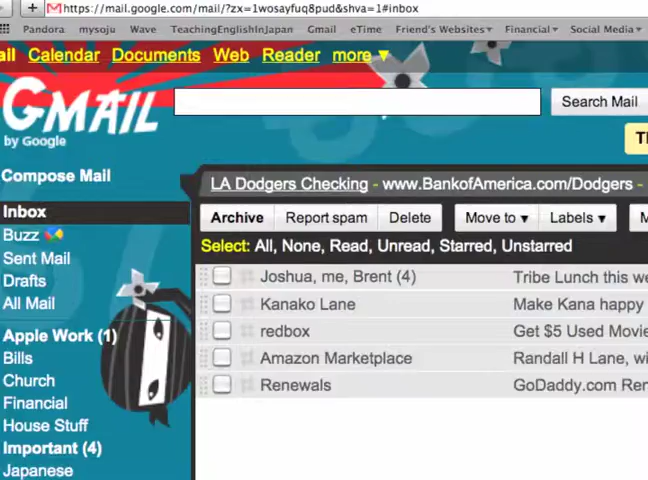 https://mail.google.com/mail/?zx=1wosayfuq8pud&shva=1#inbox
Pandora mysoju Wave TeachingEnglishInJapan Gmail eTime Friend's Websites▾ Financial▾ Social Media▾
ail Calendar Documents Web Reader more ▼
GMAIL
by Google
Search Mail
Compose Mail
LA Dodgers Checking - www.BankofAmerica.com/Dodgers -
Inbox
Archive Report spam Delete Move to ▾ Labels ▾ M
Buzz
Select: All, None, Read, Unread, Starred, Unstarred
Sent Mail
Drafts
All Mail
Joshua, me, Brent (4) Tribe Lunch this we
Kanako Lane Make Kana happy
redbox Get $5 Used Movie
Amazon Marketplace Randall H Lane, wi
Renewals GoDaddy.com Ren
Apple Work (1)
Bills
Church
Financial
House Stuff
Important (4)
Japanese